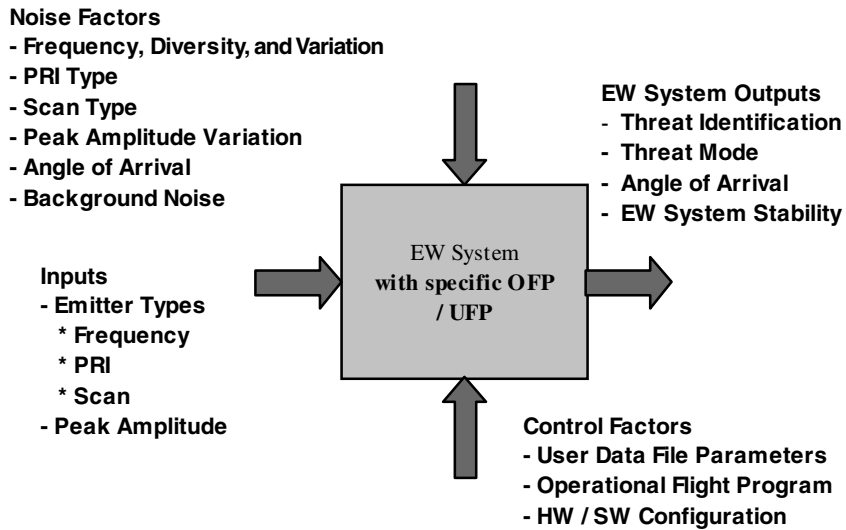 Noise Factors
- Frequency, Diversity, and Variation
- PRI Type
- Scan Type
- Peak Amplitude Variation
- Angle of Arrival
- Background Noise
EW System Outputs
- Threat Identification
- Threat Mode
- Angle of Arrival
- EW System Stability
Inputs
- Emitter Types
* Frequency
* PRI
* Scan
- Peak Amplitude
EW System
with specific OFP
/ UFP
Control Factors
- User Data File Parameters
- Operational Flight Program
- HW / SW Configuration